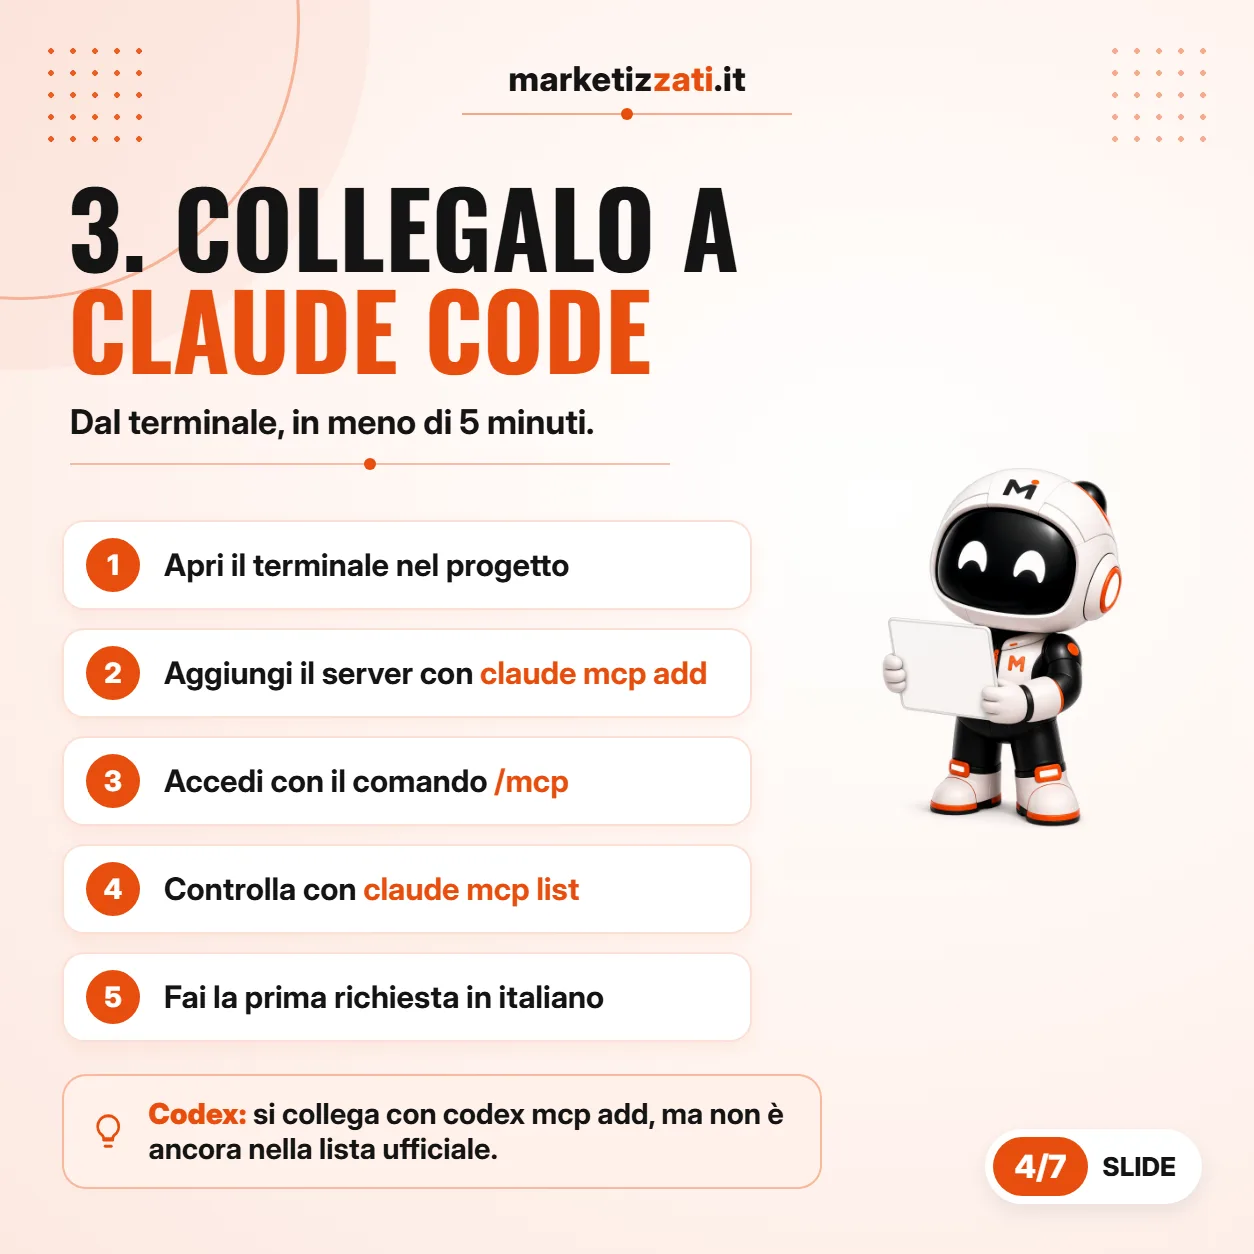 marketizzati.it
3. COLLEGALO A
CLAUDE CODE
Dal terminale, in meno di 5 minuti.
1 Apri il terminale nel progetto
2 Aggiungi il server con claude mcp add
3 Accedi con il comando /mcp
4 Controlla con claude mcp list
5 Fai la prima richiesta in italiano
Codex: si collega con codex mcp add, ma non è
ancora nella lista ufficiale.
4/7 SLIDE
M
M